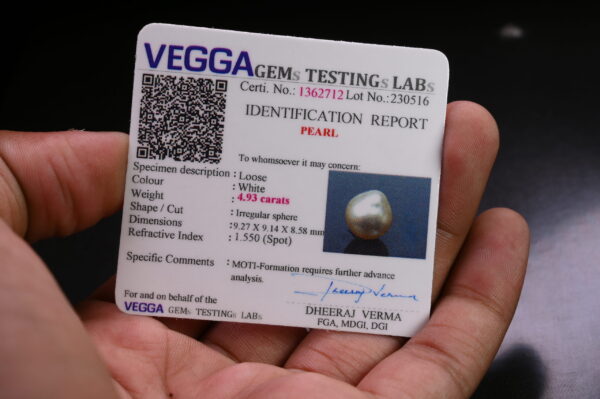 VEGGA GEMs TESTINGs LABs
Certi. No.: 1362712 Lot No.:230516
IDENTIFICATION REPORT
PEARL
To whomsoever it may concern:
Specimen description : Loose
Colour : White
Weight : 4.93 carats
Shape / Cut : Irregular sphere
Dimensions :9.27 X 9.14 X 8.58 mm
Refractive Index : 1.550 (Spot)
Specific Comments : MOTI-Formation requires further advance
analysis.
Dheeraj Verma
For and on behalf of the
VEGGA GEMs TESTINGs LABs
DHEERAJ VERMA
FGA, MDGI, DGI